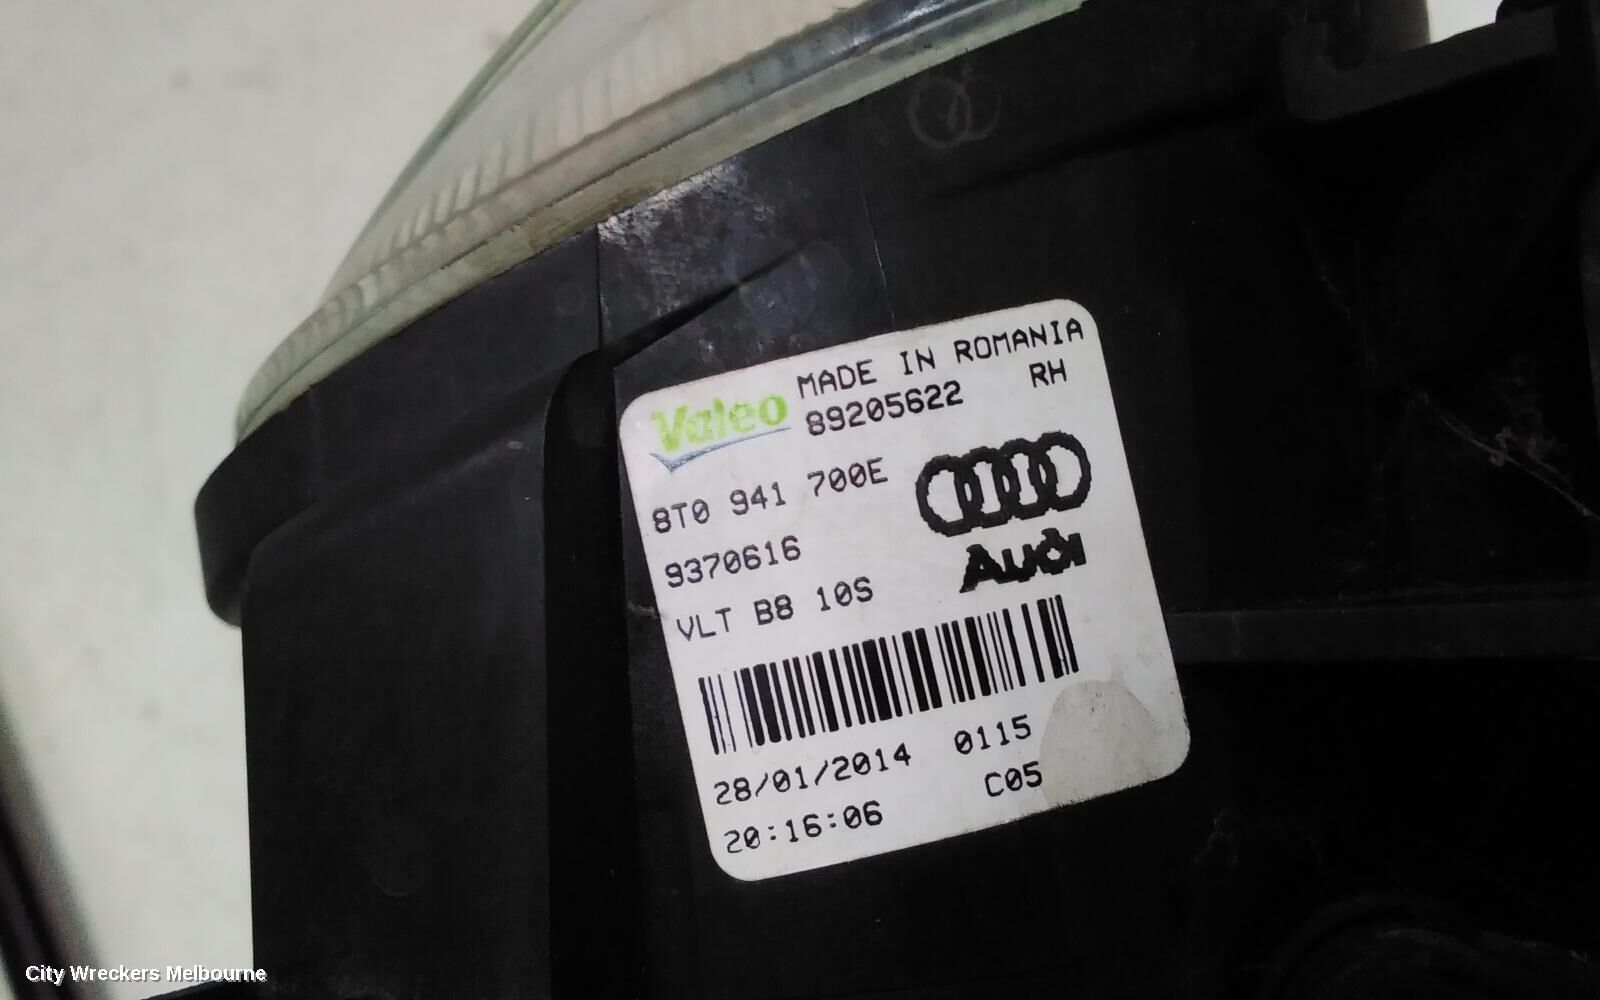 MADE IN ROMANIA
Valeo 89205622 RH
8T0 941 700E
9370616
Audi
VLT B8 10S
28/01/2014 0115
20:16:06 C05
City Wreckers Melbourne